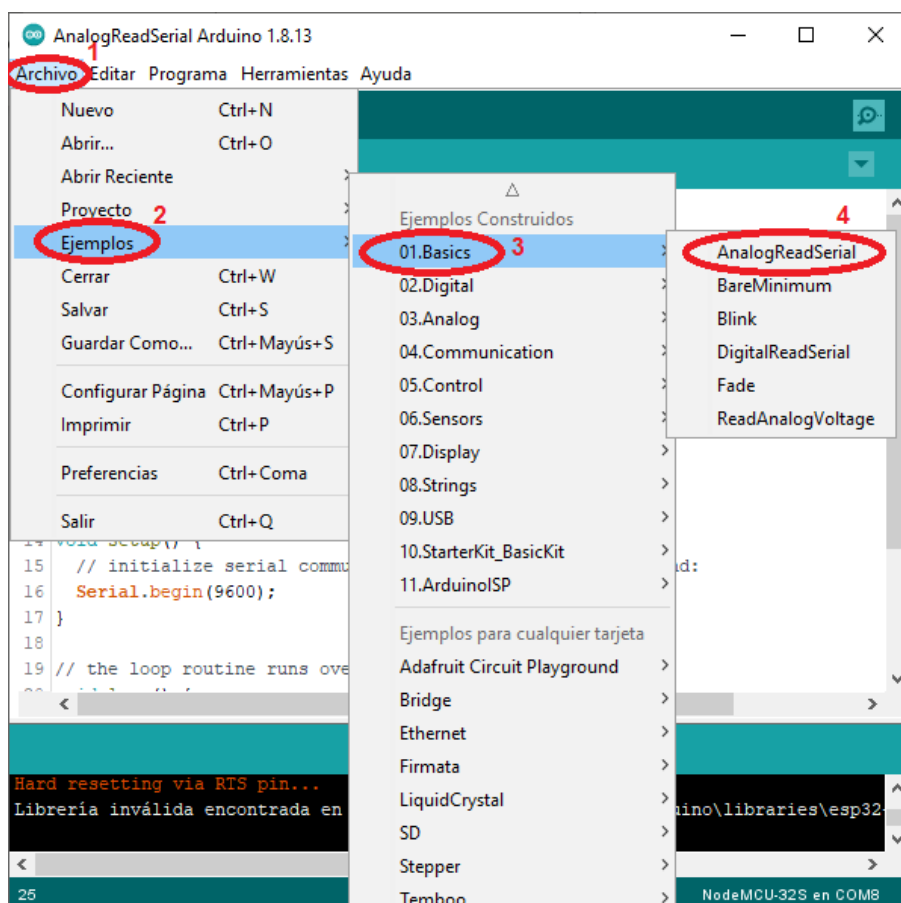 AnalogReadSerial Arduino 1.8.13
1
Archivo Editar Programa Herramientas Ayuda
Nuevo Ctrl+N
Abrir... Ctrl+O
Abrir Reciente
Proyecto 2
Ejemplos
Cerrar Ctrl+W
Salvar Ctrl+S
Guardar Como... Ctrl+Mayús+S
Configurar Página Ctrl+Mayús+P
Imprimir Ctrl+P
Preferencias Ctrl+Coma
Salir Ctrl+Q
Ejemplos Construidos
01.Basics 3
02.Digital
03.Analog
04.Communication
05.Control
06.Sensors
07.Display
08.Strings
09.USB
10.StarterKit_BasicKit
11.ArduinoISP
Ejemplos para cualquier tarjeta
Adafruit Circuit Playground
Bridge
Ethernet
Firmata
LiquidCrystal
SD
Stepper
Temboo
4
AnalogReadSerial
BareMinimum
Blink
DigitalReadSerial
Fade
ReadAnalogVoltage
14 void setup() {
15 // initialize serial commu
16 Serial.begin(9600);
17 }
18
19 // the loop routine runs ove
Hard resetting via RTS pin...
Librería inválida encontrada en ino\libraries\esp32-
25 NodeMCU-32S en COM8